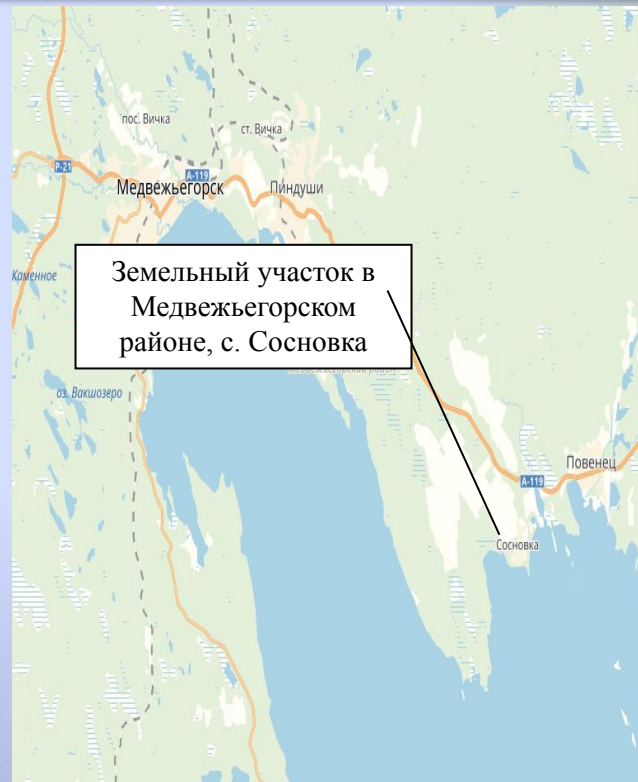 пос. Вичка
ст. Вичка
Р-21
А-119
Медвежьегорск
Пиндуши
Каменное
Земельный участок в
Медвежьегорском
районе, с. Сосновка
оз. Вакшозеро
Повенец
А-119
Сосновка